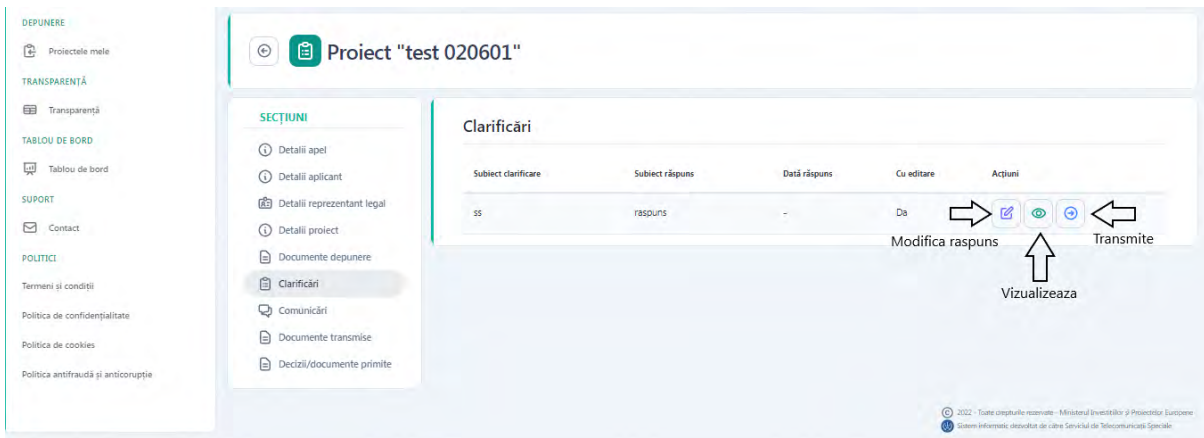 DEPUNERE
Proiectele mele
TRANSPARENȚĂ
Transparență
TABLOU DE BORD
Tablou de bord
SUPORT
Contact
POLITICI
Termeni și condiții
Politica de confidențialitate
Politica de cookies
Politica antifraudă și anticorupție
Proiect "test 020601"
SECȚIUNI
Detalii apel
Detalii aplicant
Detalii reprezentant legal
Detalii proiect
Documente depunere
Clarificări
Comunicări
Documente transmise
Decizii/documente primite
Clarificări
Subiect clarificare Subiect răspuns Dată răspuns Cu editare Acțiuni
ss raspuns - Da
Modifica raspuns
Transmite
Vizualizeaza
2022 - Toate drepturile rezervate - Ministerul Investițiilor și Proiectelor Europene
Sistem informatic dezvoltat de către Serviciul de Telecomunicații Speciale